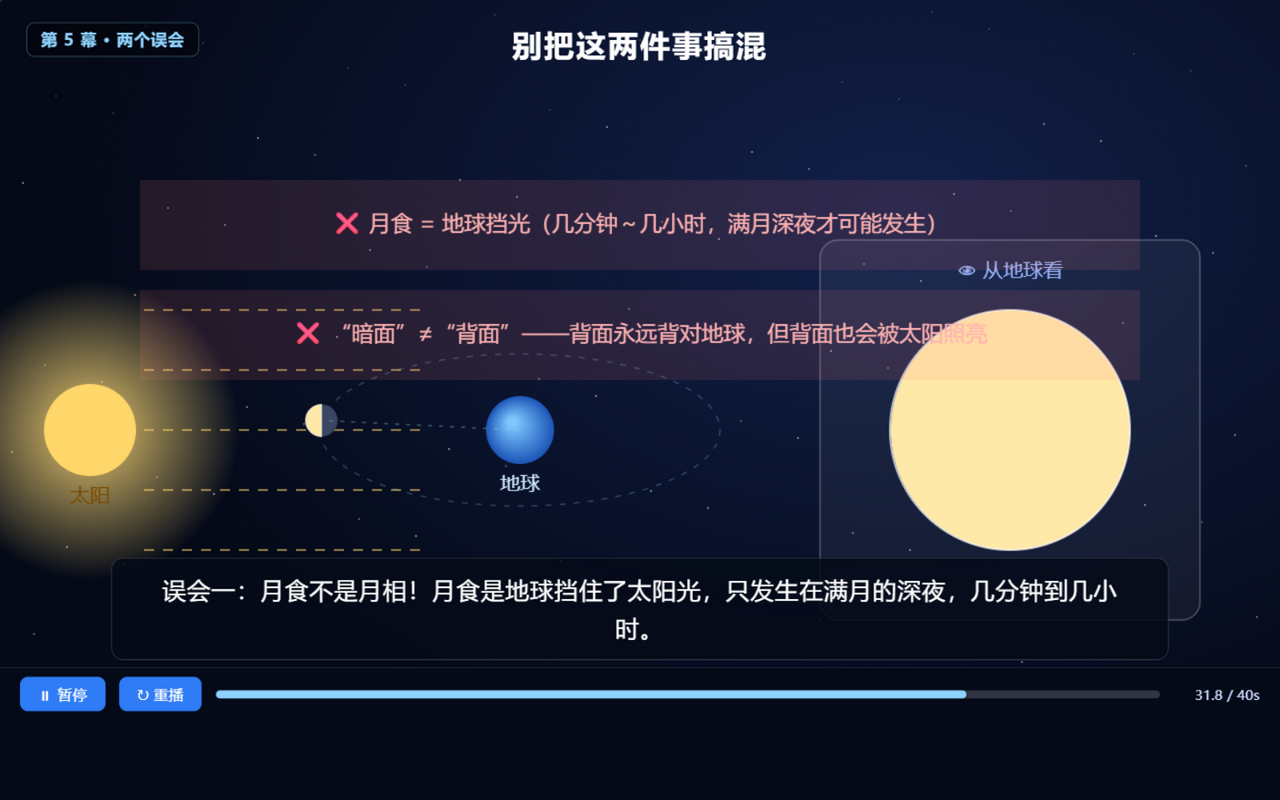 第 5 幕 · 两个误会
别把这两件事搞混
❌ 月食 = 地球挡光（几分钟～几小时，满月深夜才可能发生）
👁 从地球看
❌ “暗面” ≠ “背面” ——背面永远背对地球，但背面也会被太阳照亮
太阳
地球
误会一：月食不是月相！月食是地球挡住了太阳光，只发生在满月的深夜，几分钟到几小
时。
⏸ 暂停
↻ 重播
31.8 / 40s